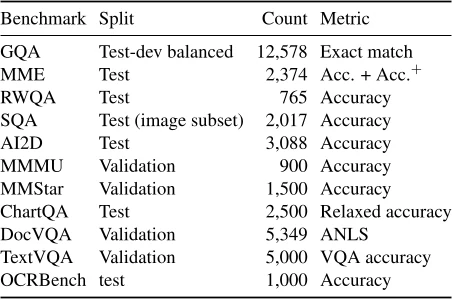 Benchmark Split Count Metric
GQA Test-dev balanced 12,578 Exact match
MME Test 2,374 Acc. + Acc.+
RWQA Test 765 Accuracy
SQA Test (image subset) 2,017 Accuracy
AI2D Test 3,088 Accuracy
MMMU Validation 900 Accuracy
MMStar Validation 1,500 Accuracy
ChartQA Test 2,500 Relaxed accuracy
DocVQA Validation 5,349 ANLS
TextVQA Validation 5,000 VQA accuracy
OCRBench test 1,000 Accuracy